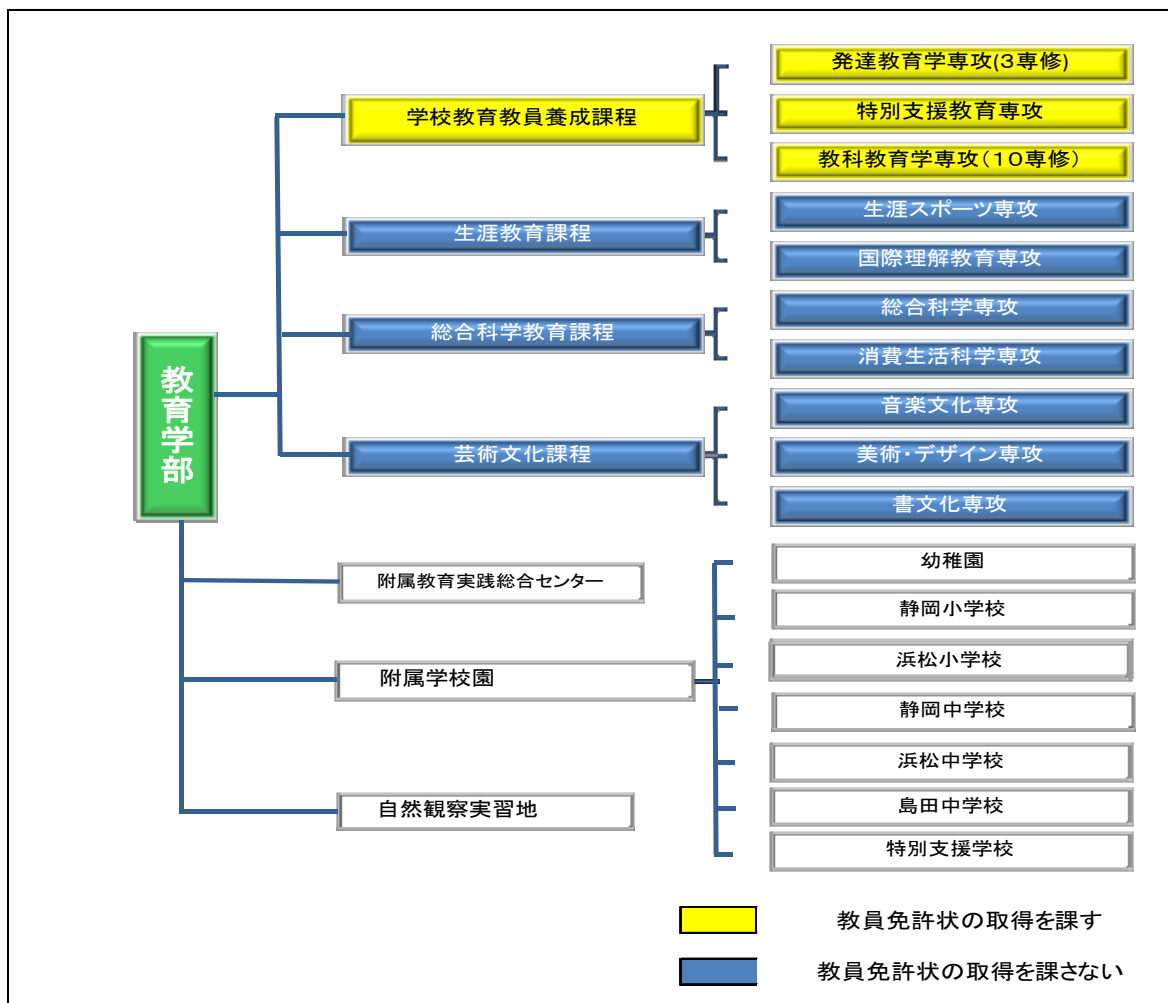 教育学部
学校教育教員養成課程
発達教育学専攻(3専修)
特別支援教育専攻
教科教育学専攻(10専修)
生涯教育課程
生涯スポーツ専攻
国際理解教育専攻
総合科学教育課程
総合科学専攻
消費生活科学専攻
芸術文化課程
音楽文化専攻
美術・デザイン専攻
書文化専攻
附属教育実践総合センター
附属学校園
幼稚園
静岡小学校
浜松小学校
静岡中学校
浜松中学校
島田中学校
特別支援学校
自然観察実習地
教員免許状の取得を課す
教員免許状の取得を課さない